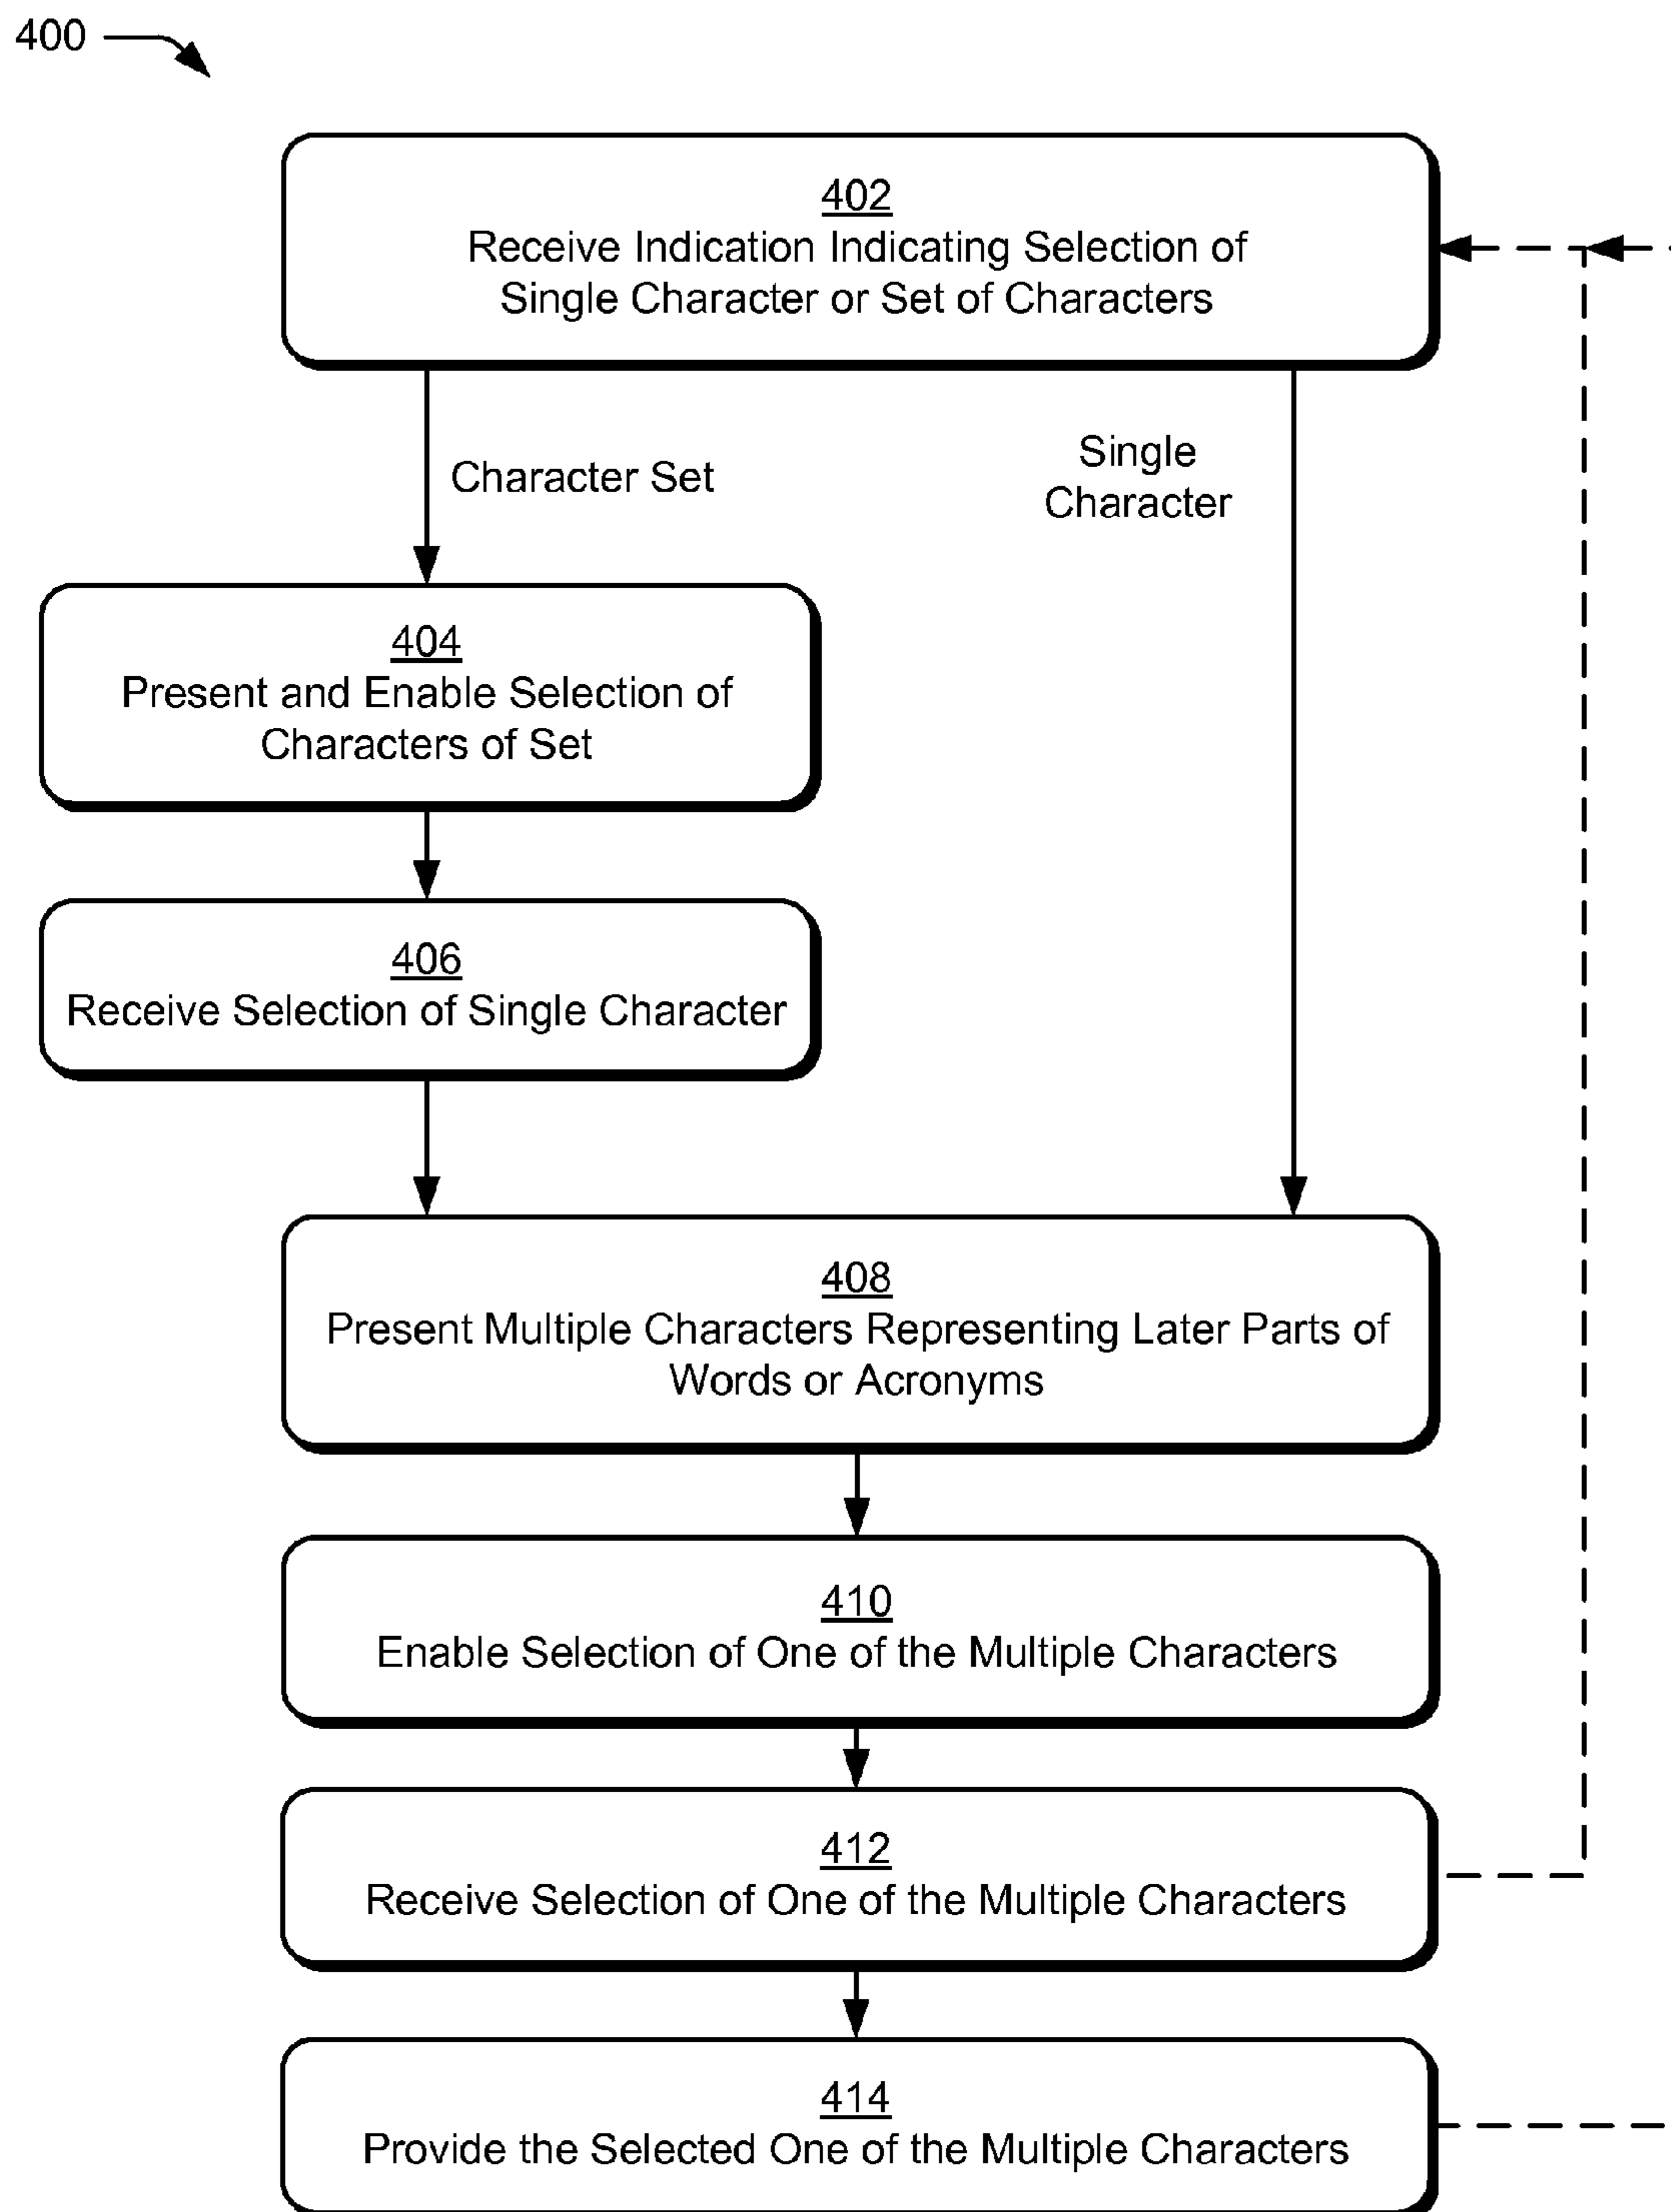 400
402
Receive Indication Indicating Selection of
Single Character or Set of Characters
Character Set
Single
Character
404
Present and Enable Selection of
Characters of Set
406
Receive Selection of Single Character
408
Present Multiple Characters Representing Later Parts of
Words or Acronyms
410
Enable Selection of One of the Multiple Characters
412
Receive Selection of One of the Multiple Characters
414
Provide the Selected One of the Multiple Characters